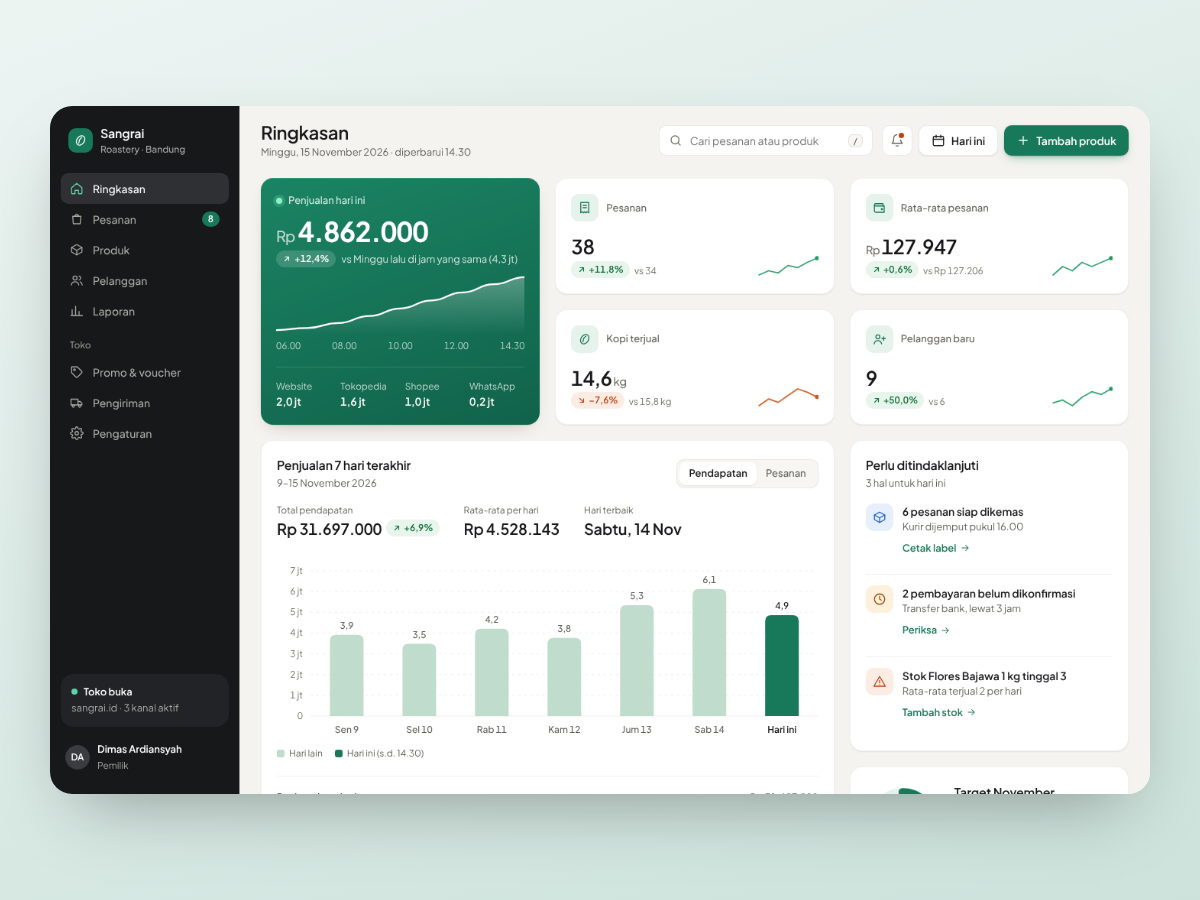 Sangrai
Roastery · Bandung
Ringkasan
Pesanan
8
Produk
Pelanggan
Laporan
Toko
Promo & voucher
Pengiriman
Pengaturan
Toko buka
sangrai.id · 3 kanal aktif
DA
Dimas Ardiansyah
Pemilik
Ringkasan
Minggu, 15 November 2026 · diperbarui 14.30
Cari pesanan atau produk
/
Hari ini
Tambah produk
Penjualan hari ini
Rp 4.862.000
+12,4% vs Minggu lalu di jam yang sama (4,3 jt)
06.00 08.00 10.00 12.00 14.30
Website Tokopedia Shopee WhatsApp
2,0 jt 1,6 jt 1,0 jt 0,2 jt
Pesanan
38
+11,8% vs 34
Rata-rata pesanan
Rp 127.947
+0,6% vs Rp 127.206
Kopi terjual
14,6 kg
−7,6% vs 15,8 kg
Pelanggan baru
9
+50,0% vs 6
Penjualan 7 hari terakhir
9–15 November 2026
Pendapatan Pesanan
Total pendapatan
Rp 31.697.000 +6,9%
Rata-rata per hari
Rp 4.528.143
Hari terbaik
Sabtu, 14 Nov
7 jt
6 jt
5 jt
4 jt
3 jt
2 jt
1 jt
0
3,9 3,5 4,2 3,8 5,3 6,1 4,9
Sen 9 Sel 10 Rab 11 Kam 12 Jum 13 Sab 14 Hari ini
Hari lain Hari ini (s.d. 14.30)
Perlu ditindaklanjuti
3 hal untuk hari ini
6 pesanan siap dikemas
Kurir dijemput pukul 16.00
Cetak label →
2 pembayaran belum dikonfirmasi
Transfer bank, lewat 3 jam
Periksa →
Stok Flores Bajawa 1 kg tinggal 3
Rata-rata terjual 2 per hari
Tambah stok →
Target November